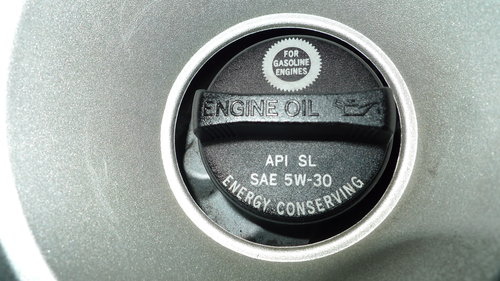 FOR
GASOLINE
ENGINES
ENGINE OIL
API SL
SAE 5W-30
ENERGY CONSERVING